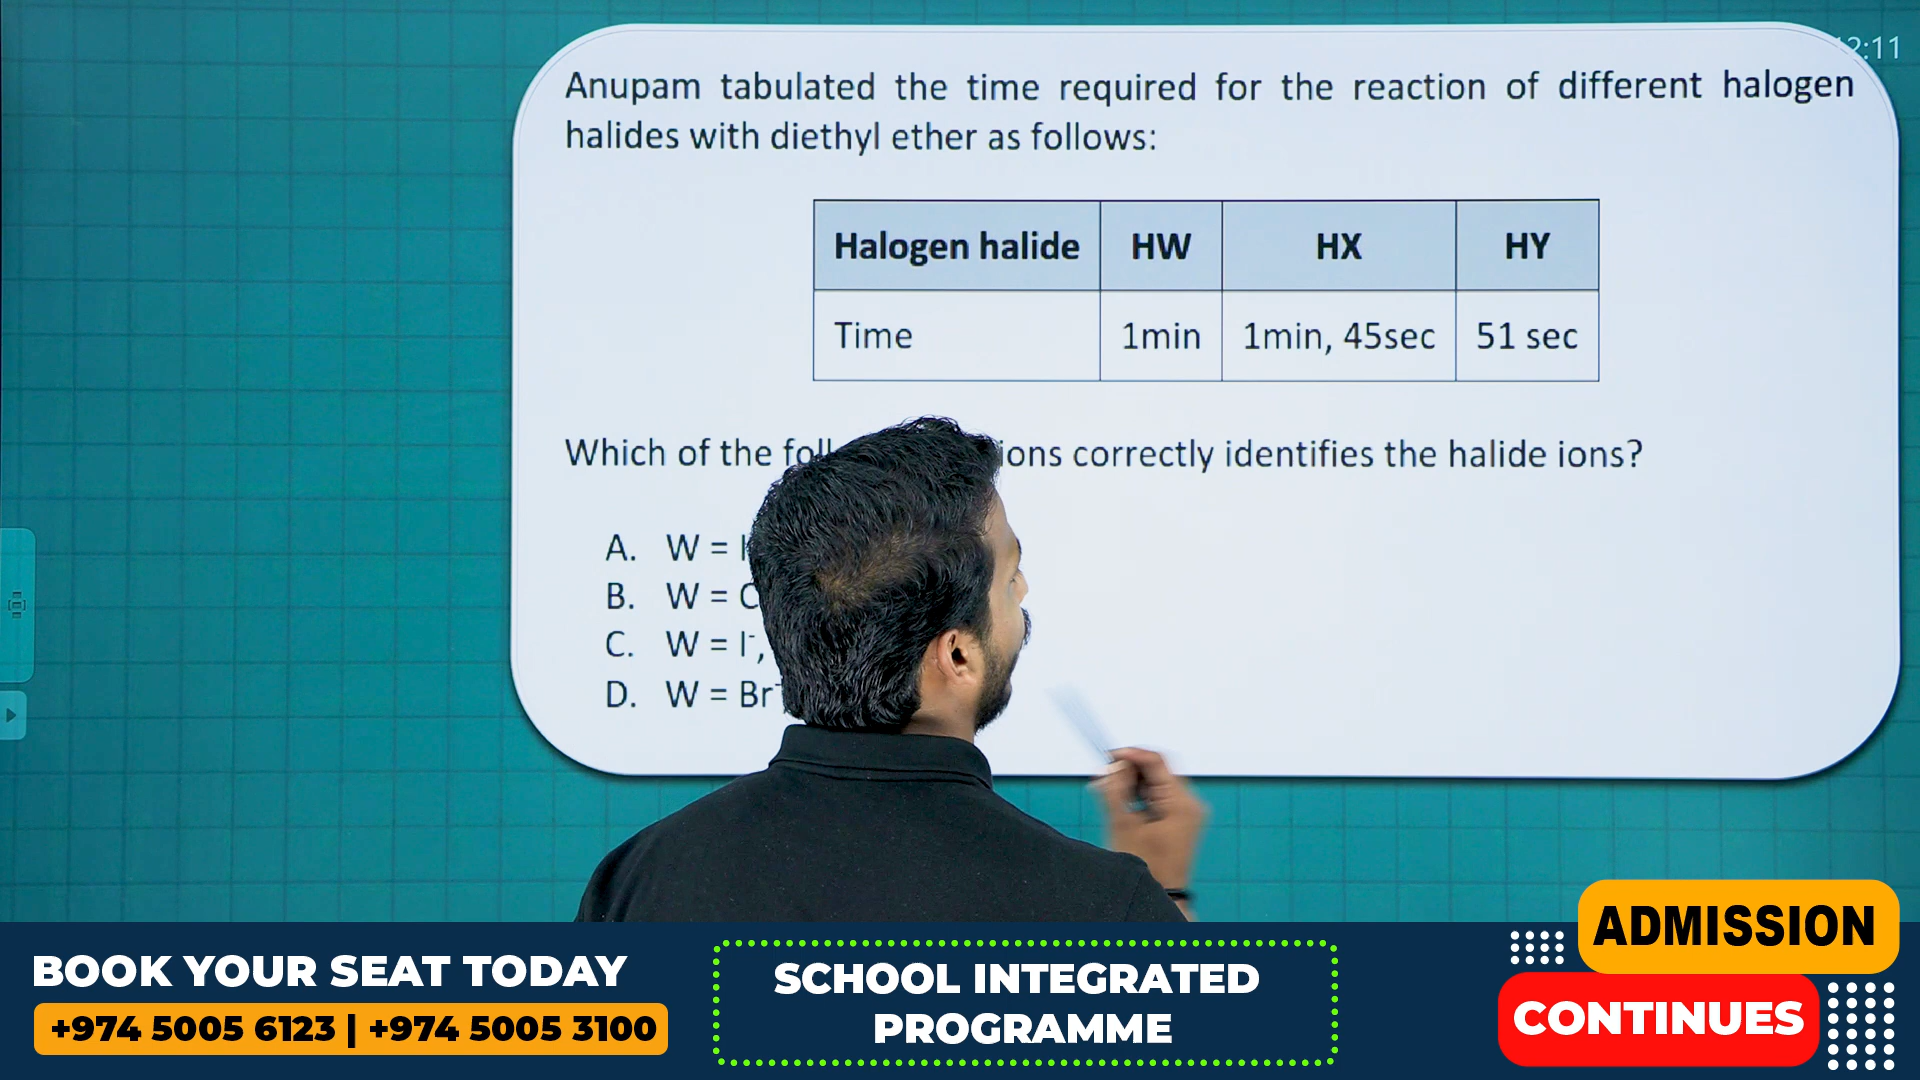 2:11
Anupam tabulated the time required for the reaction of different halogen
halides with diethyl ether as follows:
Halogen halide HW HX HY
Time 1min 1min, 45sec 51 sec
Which of the correctly identifies the halide ions?
A. W =
B. W =
C. W = I⁻,
D. W = Br⁻
BOOK YOUR SEAT TODAY
+974 5005 6123 | +974 5005 3100
SCHOOL INTEGRATED
PROGRAMME
ADMISSION
CONTINUES